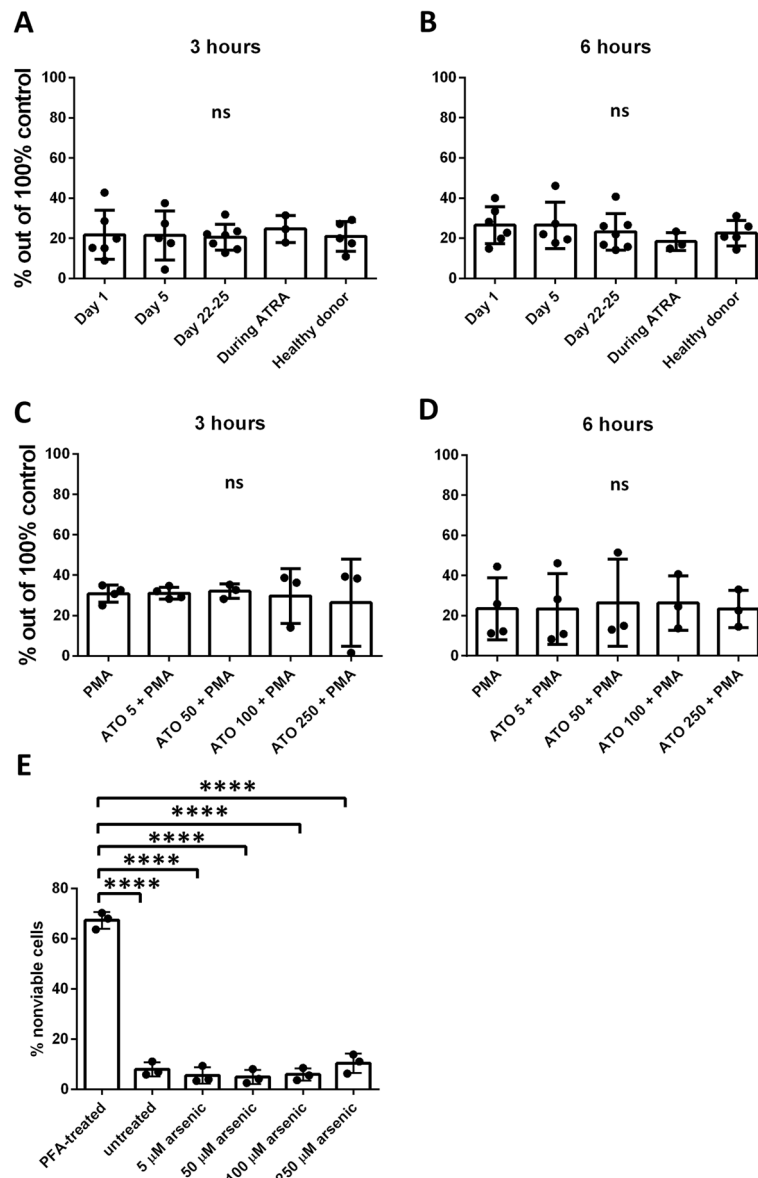 A
3 hours
% out of 100% control
100
80
60
40
20
0
ns
Day 1
Day 5
Day 22-25
During ATRA
Healthy donor
B
6 hours
100
80
60
40
20
0
ns
Day 1
Day 5
Day 22-25
During ATRA
Healthy donor
C
3 hours
% out of 100% control
100
80
60
40
20
0
ns
PMA
ATO 5 + PMA
ATO 50 + PMA
ATO 100 + PMA
ATO 250 + PMA
D
6 hours
100
80
60
40
20
0
ns
PMA
ATO 5 + PMA
ATO 50 + PMA
ATO 100 + PMA
ATO 250 + PMA
E
****
****
****
****
****
% nonviable cells
80
60
40
20
0
PFA-treated
untreated
5 µM arsenic
50 µM arsenic
100 µM arsenic
250 µM arsenic